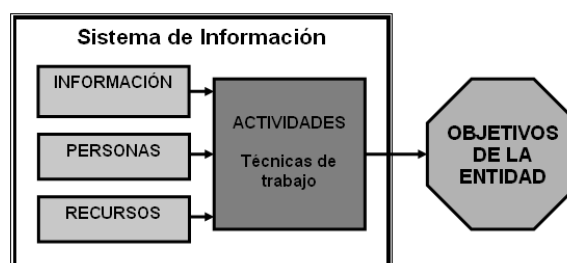 Sistema de Información
INFORMACIÓN
PERSONAS
RECURSOS
ACTIVIDADES
Técnicas de
trabajo
OBJETIVOS
DE LA
ENTIDAD